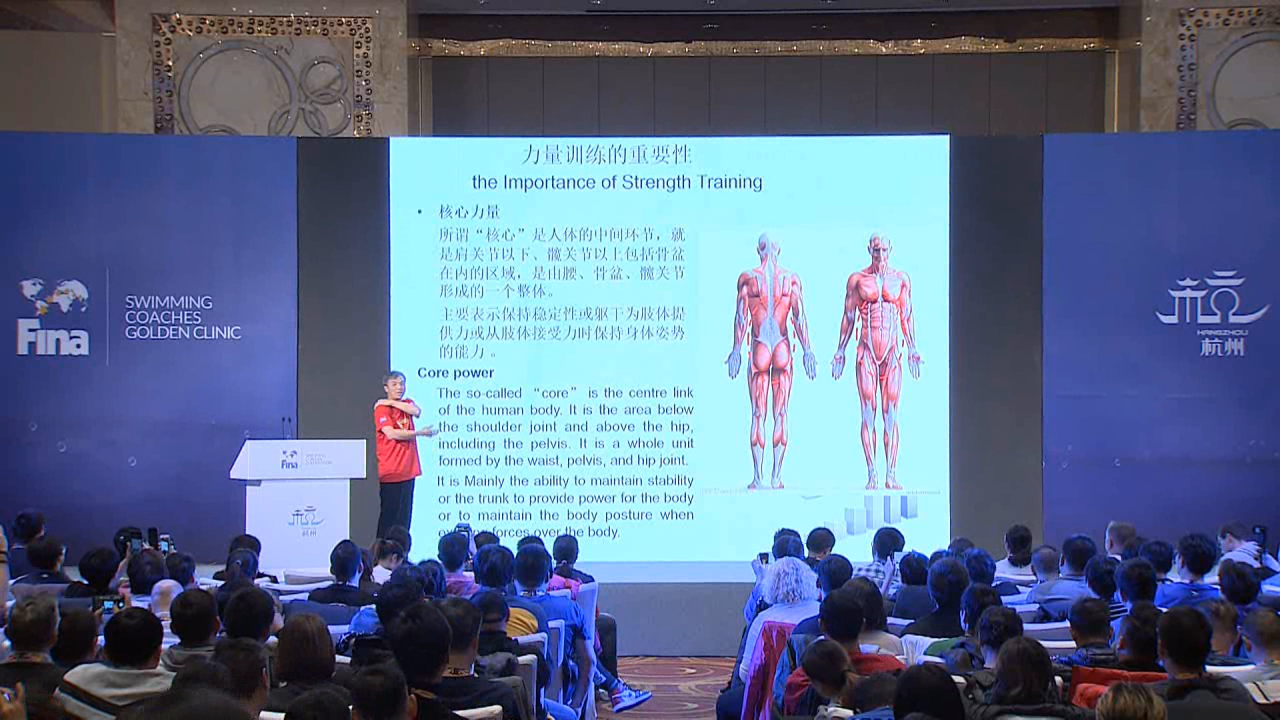 力量训练的重要性
the Importance of Strength Training
• 核心力量
所谓“核心”是人体的中间环节，就
是肩关节以下、髋关节以上包括骨盆
在内的区域，是由腰、骨盆、髋关节
形成的一个整体。
主要表示保持稳定性或躯干为肢体提
供力或从肢体接受力时保持身体姿势
的能力。
Core power
The so-called “core” is the centre link
of the human body. It is the area below
the shoulder joint and above the hip,
including the pelvis. It is a whole unit
formed by the waist, pelvis, and hip joint.
It is Mainly the ability to maintain stability
or the trunk to provide power for the body
or to maintain the body posture when
forces over the body.
Fina
SWIMMING
COACHES
GOLDEN CLINIC
HANGZHOU
杭州
Fina
杭州